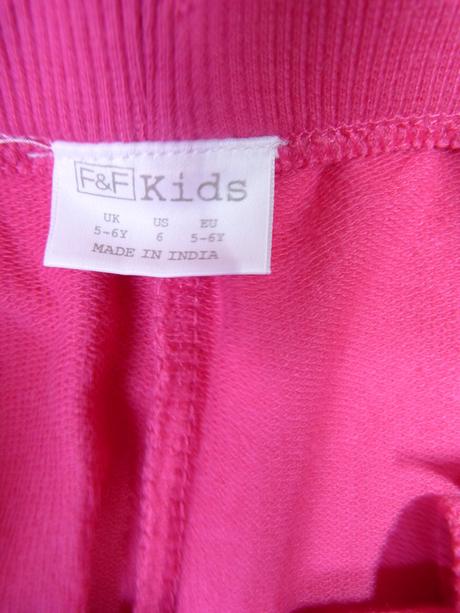 F&F Kids
UK US EU
5-6Y 6 5-6Y
MADE IN INDIA